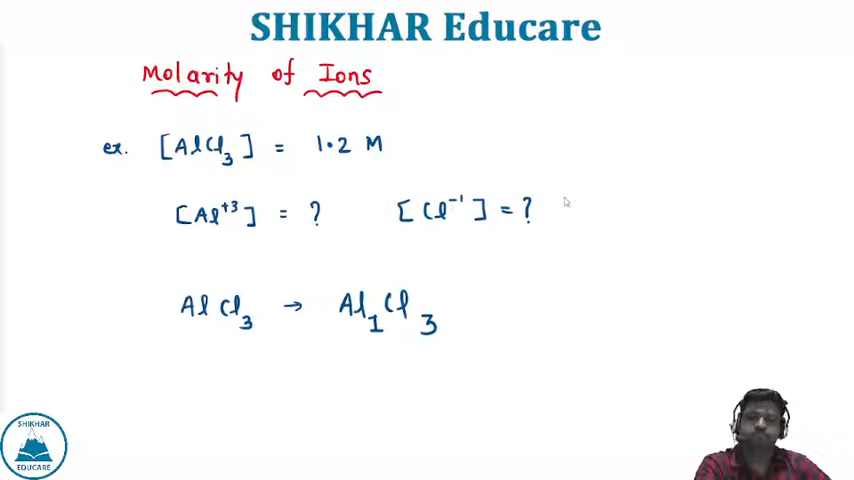 SHIKHAR Educare
Molarity of Ions
ex. [AlCl₃] = 1.2 M
[Al⁺³] = ? [Cl⁻¹] = ?
AlCl₃ → Al₁Cl₃
SHIKHAR
EDUCARE